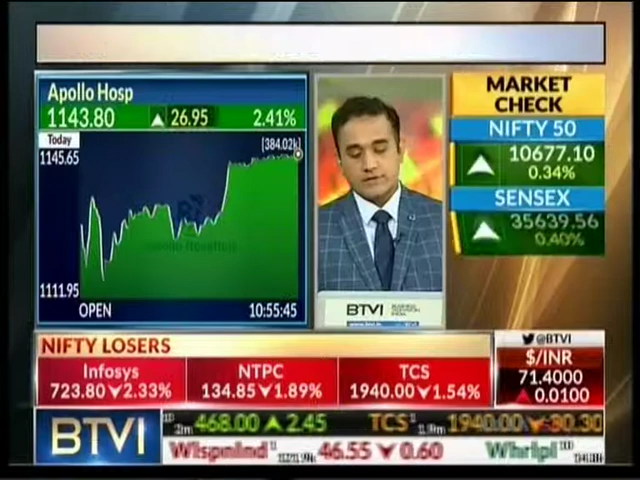 Apollo Hosp
1143.80 ▲ 26.95 2.41%
Today
1145.65
[384.02k]
1111.95
OPEN 10:55:45
BTVI
MARKET
CHECK
NIFTY 50
10677.10
0.34%
SENSEX
35639.56
0.40%
NIFTY LOSERS
Infosys
723.80▼2.33%
NTPC
134.85▼1.89%
TCS
1940.00▼1.54%
@BTVI
$/INR
71.4000
▲0.0100
BTVI
468.00 ▲ 2.45 TCS 1940.00 ▼-30.30
Wlspnind 46.55 ▼ 0.60 Whrlpl